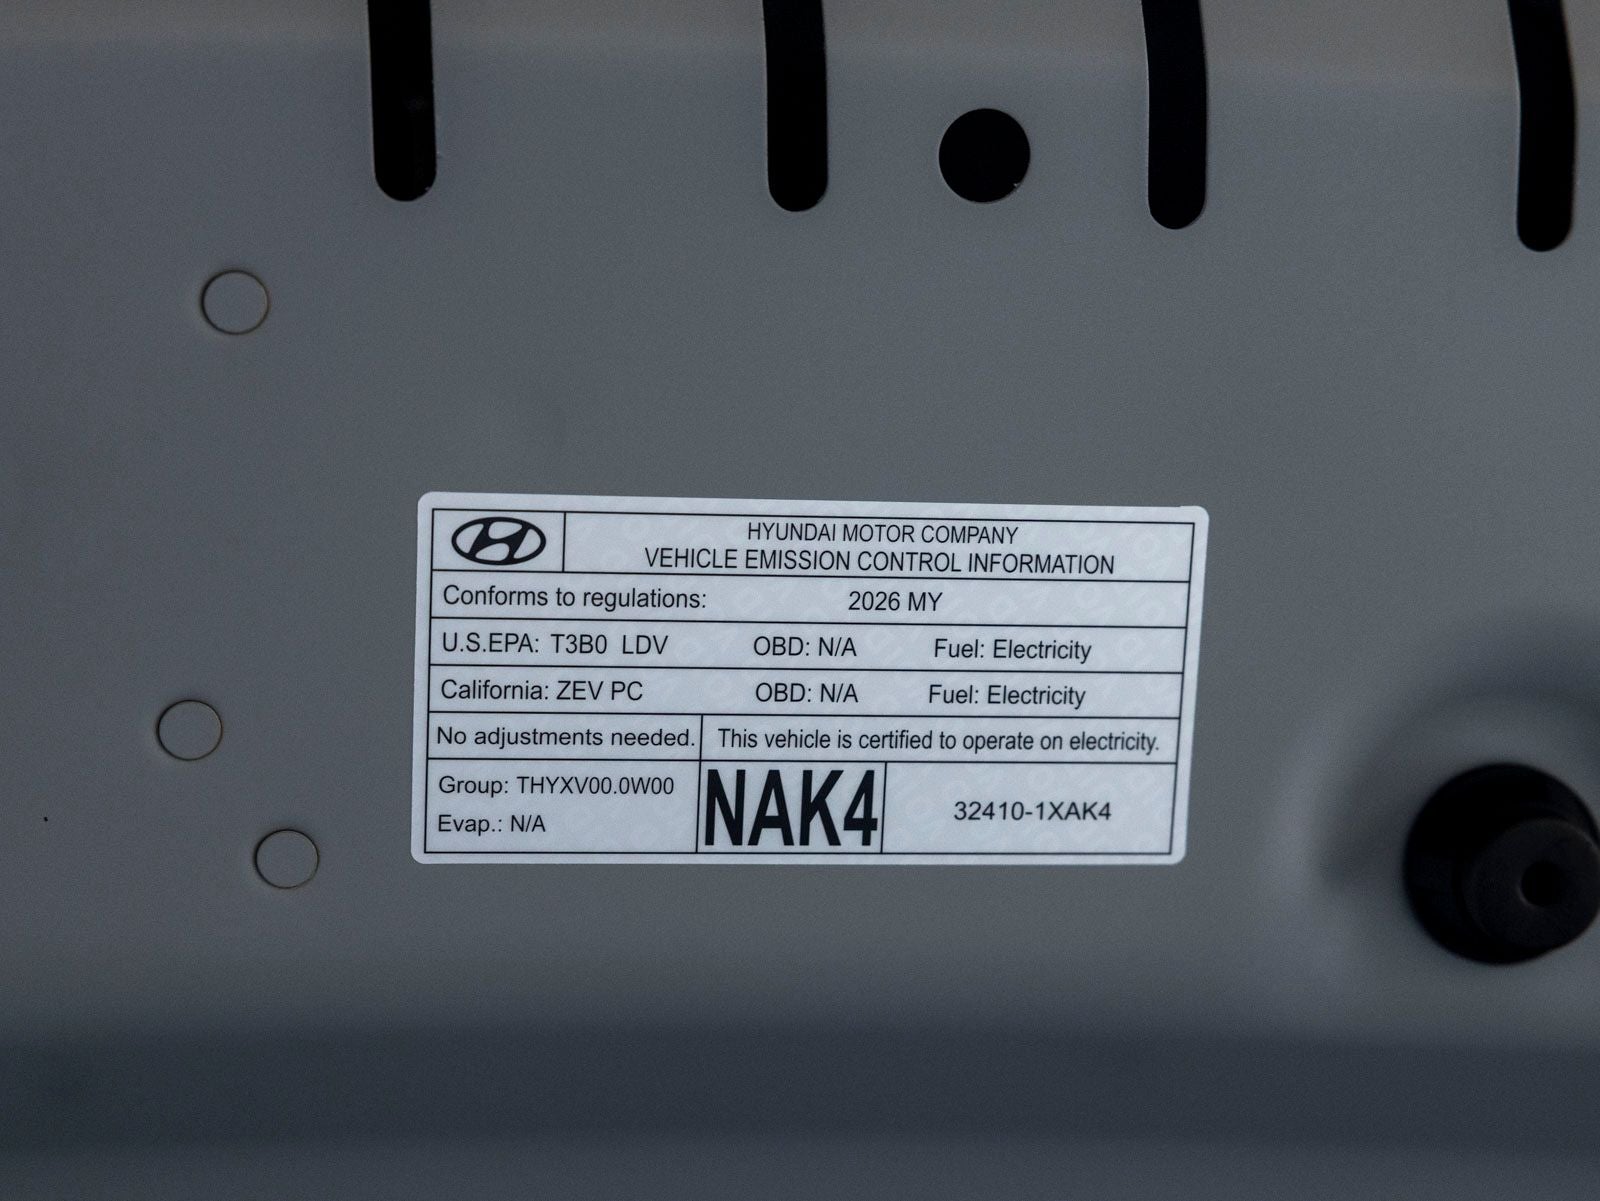 HYUNDAI MOTOR COMPANY
VEHICLE EMISSION CONTROL INFORMATION
Conforms to regulations: 2026 MY
U.S.EPA: T3B0 LDV OBD: N/A Fuel: Electricity
California: ZEV PC OBD: N/A Fuel: Electricity
No adjustments needed. This vehicle is certified to operate on electricity.
Group: THYXV00.0W00
Evap.: N/A
NAK4
32410-1XAK4